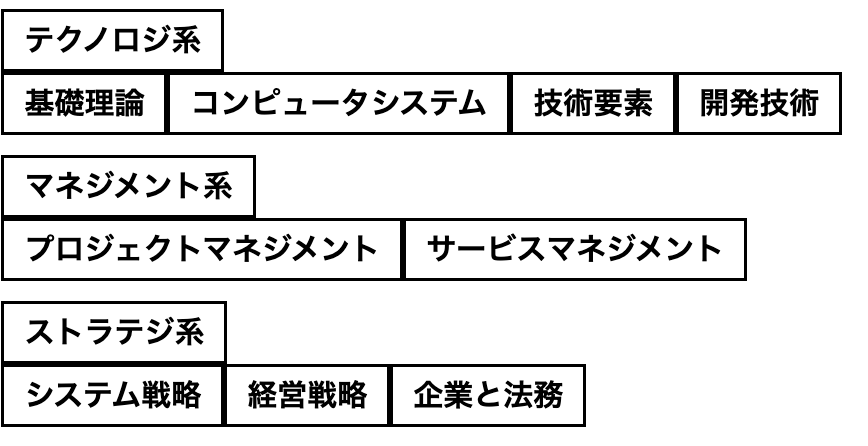 テクノロジ系
基礎理論 コンピュータシステム 技術要素 開発技術
マネジメント系
プロジェクトマネジメント サービスマネジメント
ストラテジ系
システム戦略 経営戦略 企業と法務